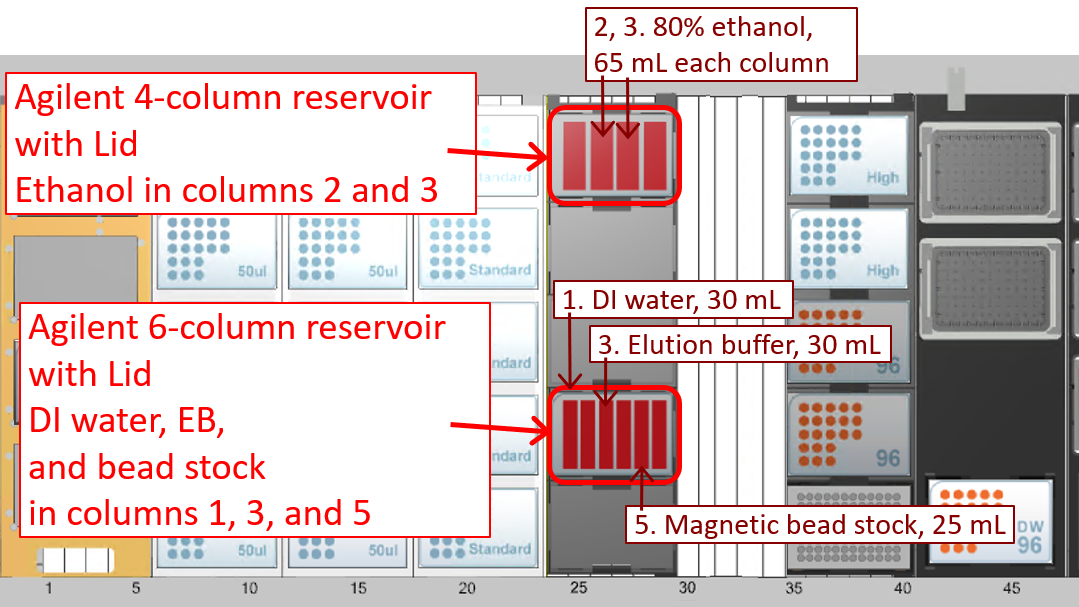 2, 3. 80% ethanol,
65 mL each column
Agilent 4-column reservoir
with Lid
Ethanol in columns 2 and 3
tandard
High
50ul
50ul
Standard
High
1. DI water, 30 mL
Agilent 6-column reservoir
with Lid
DI water, EB,
and bead stock
in columns 1, 3, and 5
3. Elution buffer, 30 mL
ndard
96
ndard
96
5. Magnetic bead stock, 25 mL
DW
96
50ul
50ul
Standard
1
5
10
15
20
25
30
35
40
45